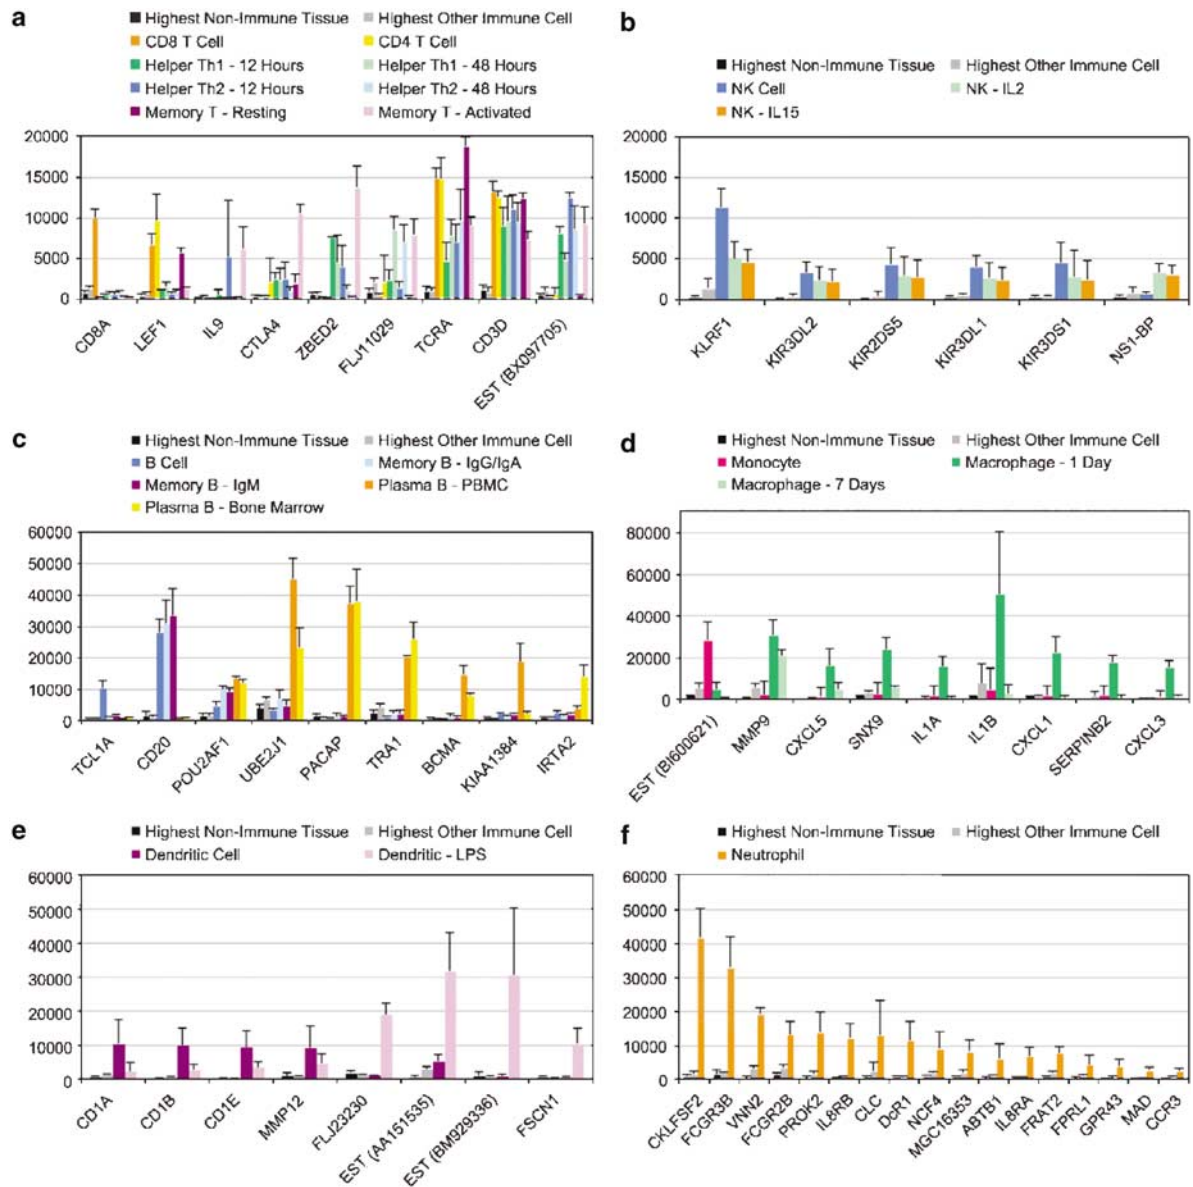 a
Highest Non-Immune Tissue
Highest Other Immune Cell
CD8 T Cell
CD4 T Cell
Helper Th1 - 12 Hours
Helper Th1 - 48 Hours
Helper Th2 - 12 Hours
Helper Th2 - 48 Hours
Memory T - Resting
Memory T - Activated
20000
15000
10000
5000
0
CD8A
LEF1
IL9
CTLA4
ZBED2
FLJ11029
TCRA
CD3D
EST (BX097705)
b
Highest Non-Immune Tissue
Highest Other Immune Cell
NK Cell
NK - IL2
NK - IL15
20000
15000
10000
5000
0
KLRF1
KIR3DL2
KIR2DS5
KIR3DL1
KIR3DS1
NS1-BP
c
Highest Non-Immune Tissue
Highest Other Immune Cell
B Cell
Memory B - IgG/IgA
Memory B - IgM
Plasma B - PBMC
Plasma B - Bone Marrow
60000
50000
40000
30000
20000
10000
0
TCL1A
CD20
POU2AF1
UBE2J1
PACAP
TRA1
BCMA
KIAA1384
IRTA2
d
Highest Non-Immune Tissue
Highest Other Immune Cell
Monocyte
Macrophage - 1 Day
Macrophage - 7 Days
80000
60000
40000
20000
0
EST (BI600621)
MMP9
CXCL5
SNX9
IL1A
IL1B
CXCL1
SERPINB2
CXCL3
e
Highest Non-Immune Tissue
Highest Other Immune Cell
Dendritic Cell
Dendritic - LPS
60000
50000
40000
30000
20000
10000
0
CD1A
CD1B
CD1E
MMP12
FLJ23230
EST (AA151535)
EST (BM929336)
FSCN1
f
Highest Non-Immune Tissue
Highest Other Immune Cell
Neutrophil
60000
50000
40000
30000
20000
10000
0
CKLFSF2
FCGR3B
VNN2
FCGR2B
PROK2
IL8RB
CLC
DcR1
NCF4
MGC16353
ABTB1
IL8RA
FRAT2
FPRL1
GPR43
MAD
CCR3